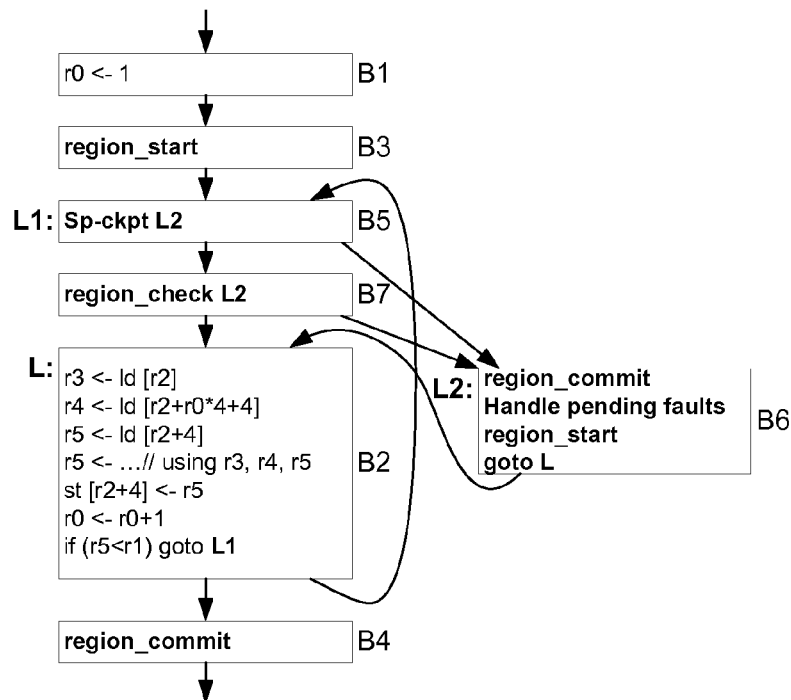 r0 <- 1 B1
region_start B3
L1: Sp-ckpt L2 B5
region_check L2 B7
L:
r3 <- ld [r2]
r4 <- ld [r2+r0*4+4]
r5 <- ld [r2+4]
r5 <- ...// using r3, r4, r5
B2
st [r2+4] <- r5
r0 <- r0+1
if (r5<r1) goto L1
L2:
region_commit
Handle pending faults
B6
region_start
goto L
region_commit B4